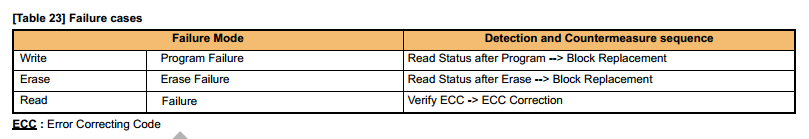 [Table 23] Failure cases
Failure Mode Detection and Countermeasure sequence
Write Program Failure Read Status after Program --> Block Replacement
Erase Erase Failure Read Status after Erase --> Block Replacement
Read Failure Verify ECC -> ECC Correction
ECC : Error Correcting Code